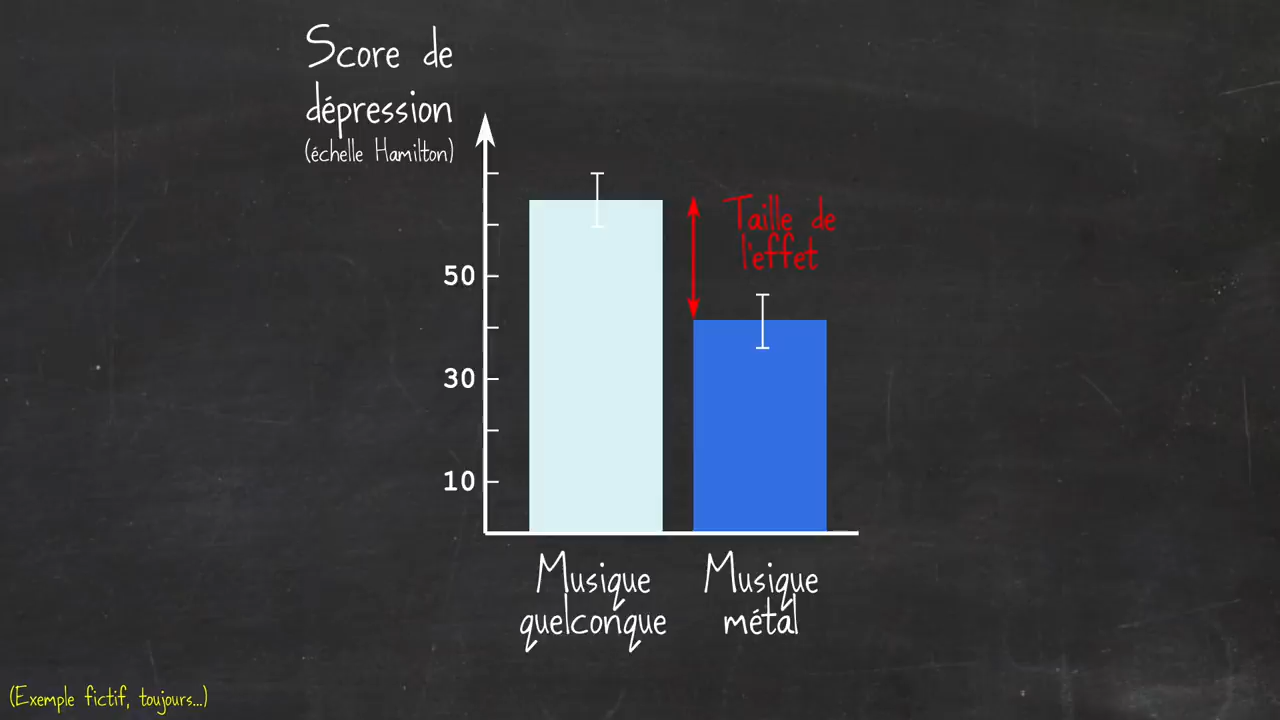 Score de
dépression
(échelle Hamilton)
Taille de
l'effet
50
30
10
Musique
quelconque
Musique
métal
(Exemple fictif, toujours...)